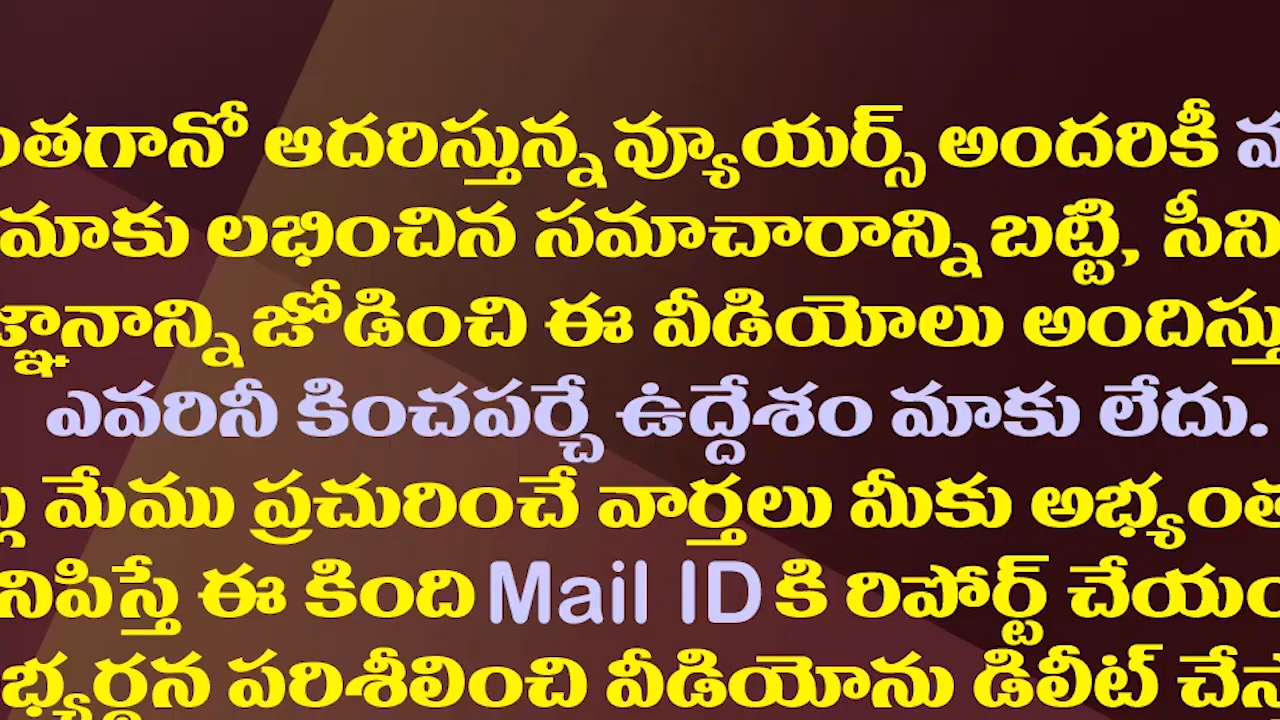 ంతగానో ఆదరిస్తున్న వ్యూయర్స్ అందరికీ
మాకు లభించిన సమాచారాన్ని బట్టి, సీని
జ్ఞానాన్ని జోడించి ఈ వీడియోలు అందిస్తు
ఎవరినీ కించపర్చే ఉద్దేశం మాకు లేదు.
మేము ప్రచురించే వార్తలు మీకు అభ్యంత
నిపిస్తే ఈ కింది Mail ID కి రిపోర్ట్ చేయం
భ్యర్థన పరిశీలించి వీడియోను డిలీట్ చేస